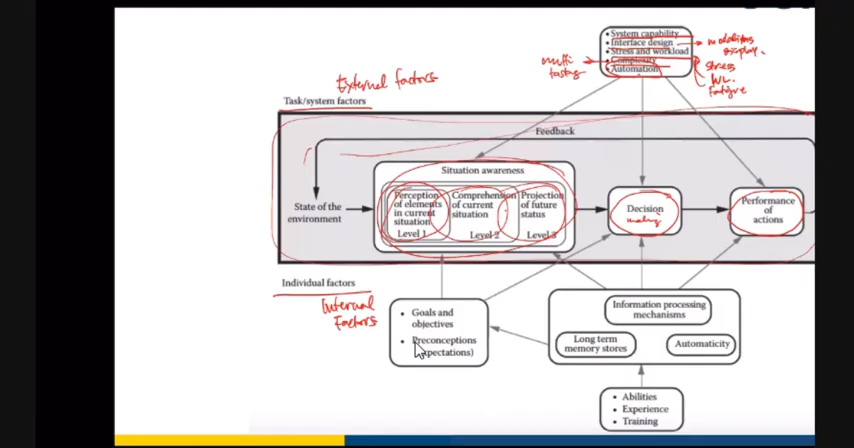 • System capability
• Interface design
• Stress and workload
• Complexity
• Automation
display.
multi
Stress
WL.
Fatigue
External factors
Task/system factors
Feedback
Situation awareness
State of the
environment
Perception
of elements
in current
situation
Level 1
Comprehension
of current
situation
Level 2
Projection
of future
status
Level 3
Decision
making
Performance
of
actions
Individual factors
Internal
Factors
• Goals and
objectives
• Preconceptions
expectations)
Information processing
mechanisms
Long term
memory stores
Automaticity
• Abilities
• Experience
• Training